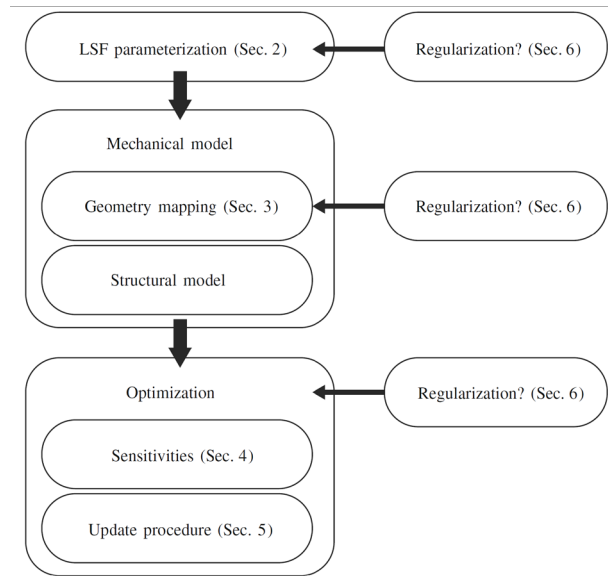 LSF parameterization (Sec. 2)
Regularization? (Sec. 6)
Mechanical model
Geometry mapping (Sec. 3)
Regularization? (Sec. 6)
Structural model
Optimization
Regularization? (Sec. 6)
Sensitivities (Sec. 4)
Update procedure (Sec. 5)